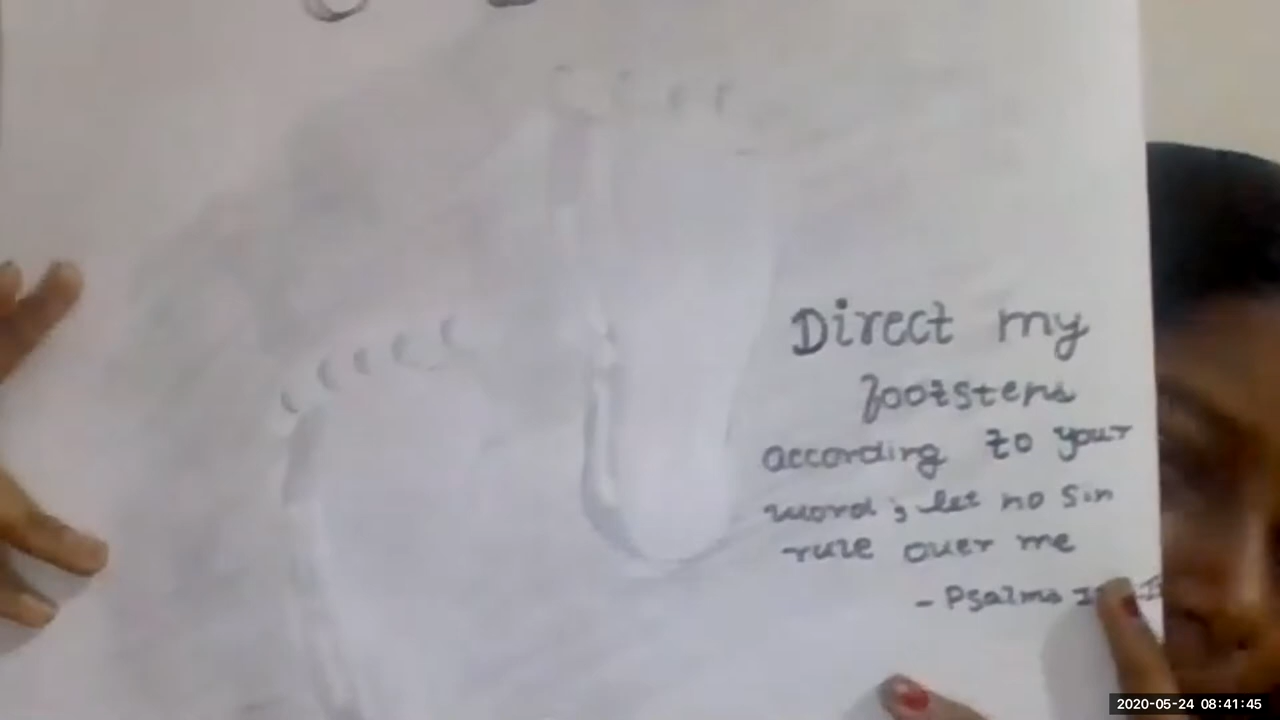 Direct my
footsteps
according to your
word; let no sin
rule over me
- Psalms
2020-05-24 08:41:45